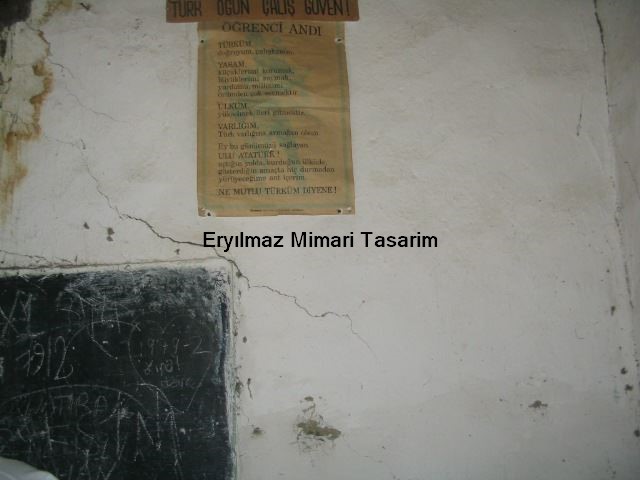 TÜRK ÖĞÜN ÇALIŞ GÜVEN!
ÖĞRENCİ ANDI
TÜRKÜM,
doğruyum, çalışkanım,
YASAM,
küçüklerimi korumak,
büyüklerimi saymak,
yurdumu, milletimi
özümden çok sevmektir
ÜLKÜM,
yükselmek, ileri gitmektir.
VARLIĞIM,
Türk varlığına armağan olsun
Ey bu günümüzü sağlayan
ULU ATATÜRK!
açtığın yolda, kurduğun ülküde,
gösterdiğin amaçta hiç durmadan
yürüyeceğime ant içerim.
NE MUTLU TÜRKÜM DİYENE!
Eryılmaz Mimari Tasarim